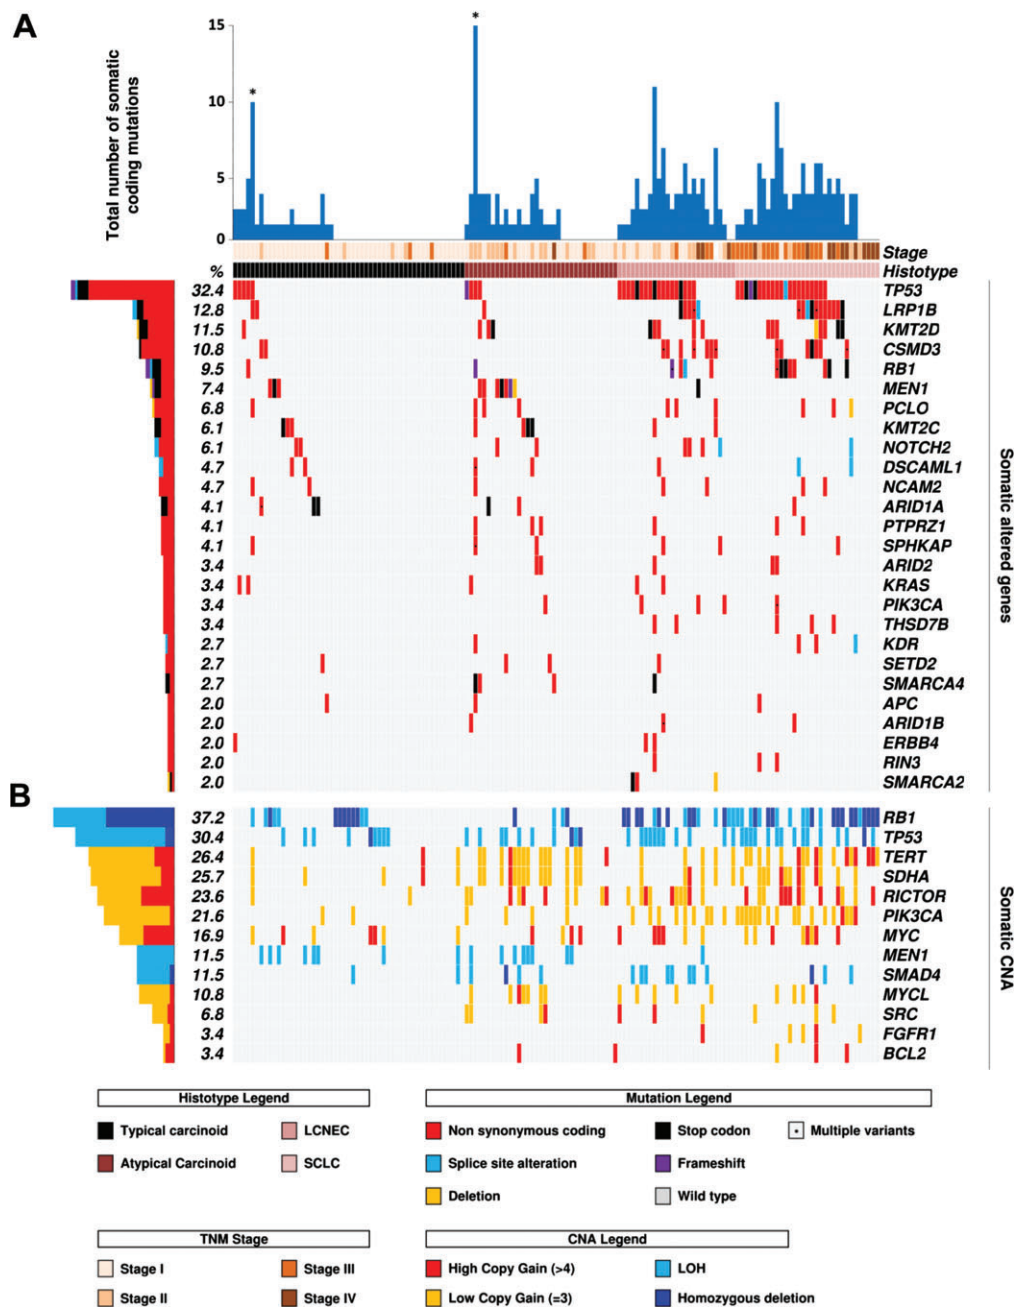 A
Total number of somatic
coding mutations
15
10
5
0
*
*
Stage
% Histotype
32.4 TP53
12.8 LRP1B
11.5 KMT2D
10.8 CSMD3
9.5 RB1
7.4 MEN1
6.8 PCLO
6.1 KMT2C
6.1 NOTCH2
4.7 DSCAML1
4.7 NCAM2
4.1 ARID1A
4.1 PTPRZ1
4.1 SPHKAP
3.4 ARID2
3.4 KRAS
3.4 PIK3CA
3.4 THSD7B
2.7 KDR
2.7 SETD2
2.7 SMARCA4
2.0 APC
2.0 ARID1B
2.0 ERBB4
2.0 RIN3
2.0 SMARCA2
Somatic altered genes
B
37.2 RB1
30.4 TP53
26.4 TERT
25.7 SDHA
23.6 RICTOR
21.6 PIK3CA
16.9 MYC
11.5 MEN1
11.5 SMAD4
10.8 MYCL
6.8 SRC
3.4 FGFR1
3.4 BCL2
Somatic CNA
Histotype Legend
Typical carcinoid
LCNEC
Atypical Carcinoid
SCLC
Mutation Legend
Non synonymous coding
Stop codon
Multiple variants
Splice site alteration
Frameshift
Deletion
Wild type
TNM Stage
Stage I
Stage III
Stage II
Stage IV
CNA Legend
High Copy Gain (>4)
LOH
Low Copy Gain (=3)
Homozygous deletion